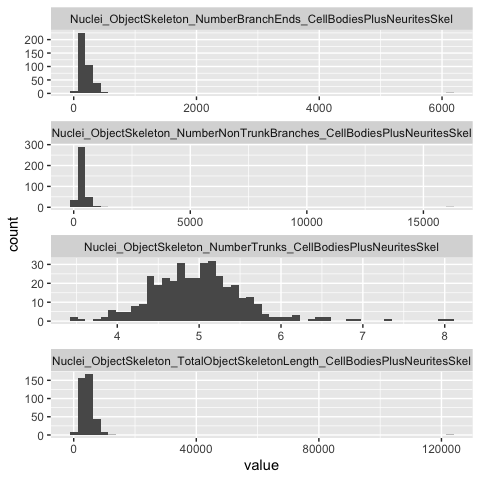 Nuclei_ObjectSkeleton_NumberBranchEnds_CellBodiesPlusNeuritesSkel
200
150
100
50
0
0 2000 4000 6000
Nuclei_ObjectSkeleton_NumberNonTrunkBranches_CellBodiesPlusNeuritesSkel
300
200
100
0
0 5000 10000 15000
count
Nuclei_ObjectSkeleton_NumberTrunks_CellBodiesPlusNeuritesSkel
30
20
10
0
4 5 6 7 8
Nuclei_ObjectSkeleton_TotalObjectSkeletonLength_CellBodiesPlusNeuritesSkel
150
100
50
0
0 40000 80000 120000
value